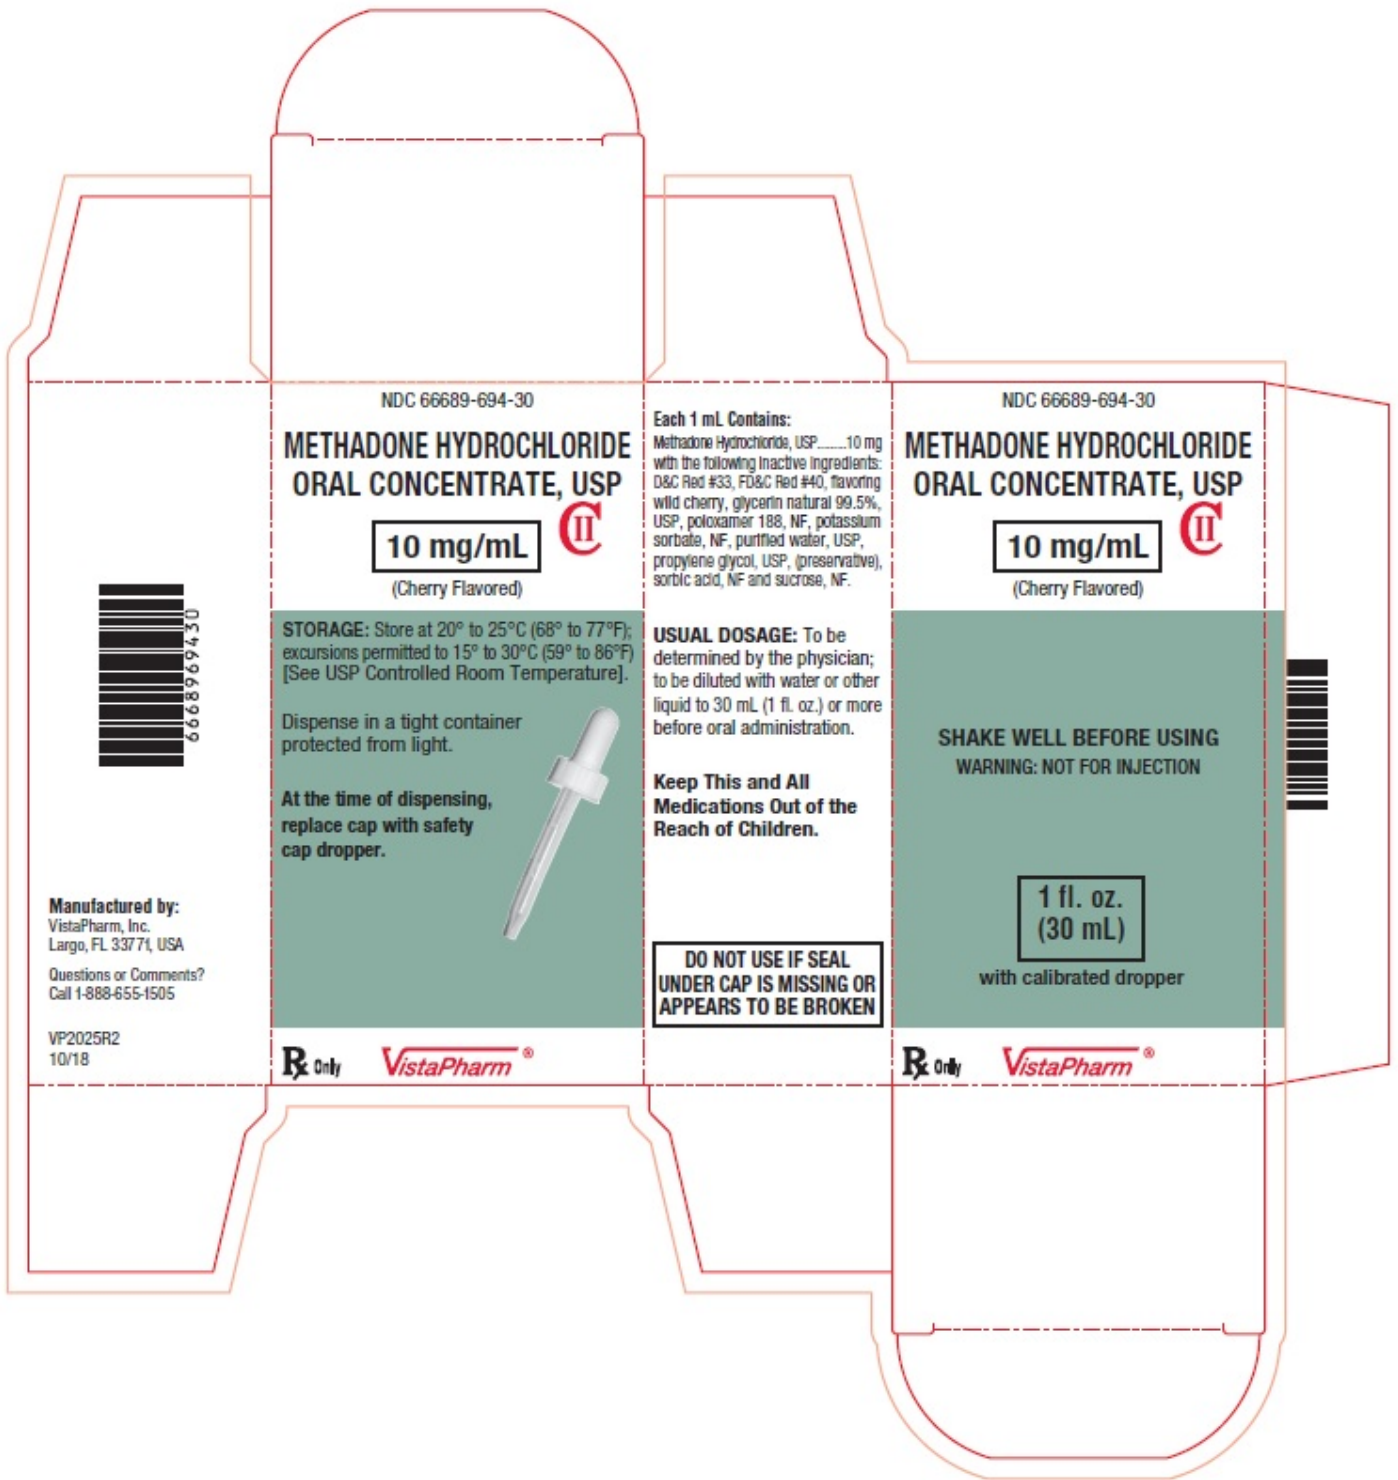 6668969430
Manufactured by:
VistaPharm, Inc.
Largo, FL 33771, USA
Questions or Comments?
Call 1-888-655-1505
VP2025R2
10/18
NDC 66689-694-30
METHADONE HYDROCHLORIDE
ORAL CONCENTRATE, USP
10 mg/mL
CII
(Cherry Flavored)
STORAGE: Store at 20° to 25°C (68° to 77°F);
excursions permitted to 15° to 30°C (59° to 86°F)
[See USP Controlled Room Temperature].
Dispense in a tight container
protected from light.
At the time of dispensing,
replace cap with safety
cap dropper.
Rx Only
VistaPharm®
Each 1 mL Contains:
Methadone Hydrochloride, USP.........10 mg
with the following inactive ingredients:
D&C Red #33, FD&C Red #40, flavoring
wild cherry, glycerin natural 99.5%,
USP, poloxamer 188, NF, potassium
sorbate, NF, purified water, USP,
propylene glycol, USP, (preservative),
sorbic acid, NF and sucrose, NF.
USUAL DOSAGE: To be
determined by the physician;
to be diluted with water or other
liquid to 30 mL (1 fl. oz.) or more
before oral administration.
Keep This and All
Medications Out of the
Reach of Children.
DO NOT USE IF SEAL
UNDER CAP IS MISSING OR
APPEARS TO BE BROKEN
NDC 66689-694-30
METHADONE HYDROCHLORIDE
ORAL CONCENTRATE, USP
10 mg/mL
CII
(Cherry Flavored)
SHAKE WELL BEFORE USING
WARNING: NOT FOR INJECTION
1 fl. oz.
(30 mL)
with calibrated dropper
Rx Only
VistaPharm®